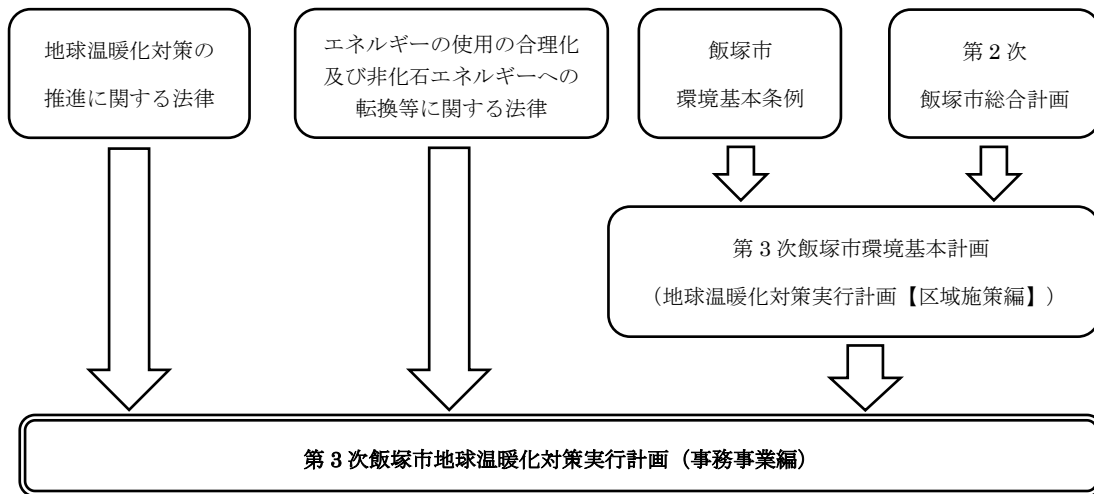 地球温暖化対策の
推進に関する法律
エネルギーの使用の合理化
及び非化石エネルギーへの
転換等に関する法律
飯塚市
環境基本条例
第2次
飯塚市総合計画
第3次飯塚市環境基本計画
（地球温暖化対策実行計画【区域施策編】）
第3次飯塚市地球温暖化対策実行計画（事務事業編）